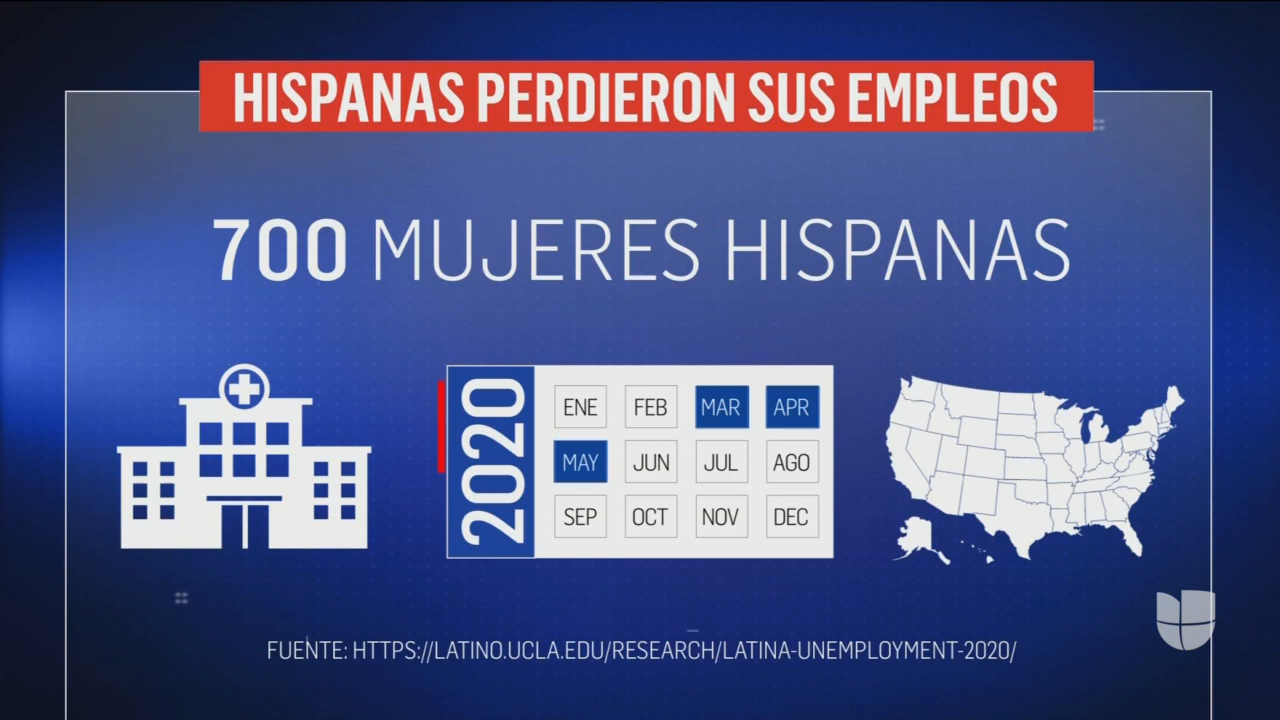 HISPANAS PERDIERON SUS EMPLEOS
700 MUJERES HISPANAS
2020
ENE FEB MAR APR
MAY JUN JUL AGO
SEP OCT NOV DEC
FUENTE: HTTPS://LATINO.UCLA.EDU/RESEARCH/LATINA-UNEMPLOYMENT-2020/